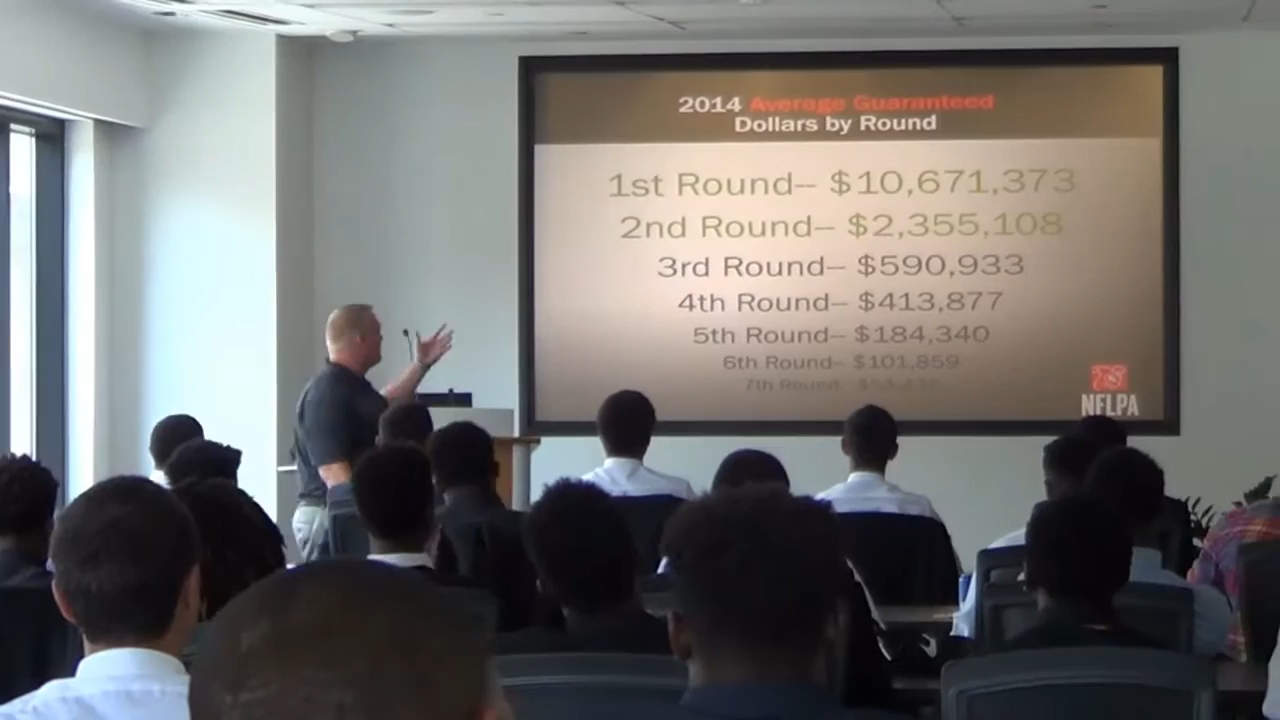 2014 Average Guaranteed
Dollars by Round
1st Round-- $10,671,373
2nd Round-- $2,355,108
3rd Round-- $590,933
4th Round-- $413,877
5th Round-- $184,340
6th Round-- $101,859
7th Round--
NFLPA